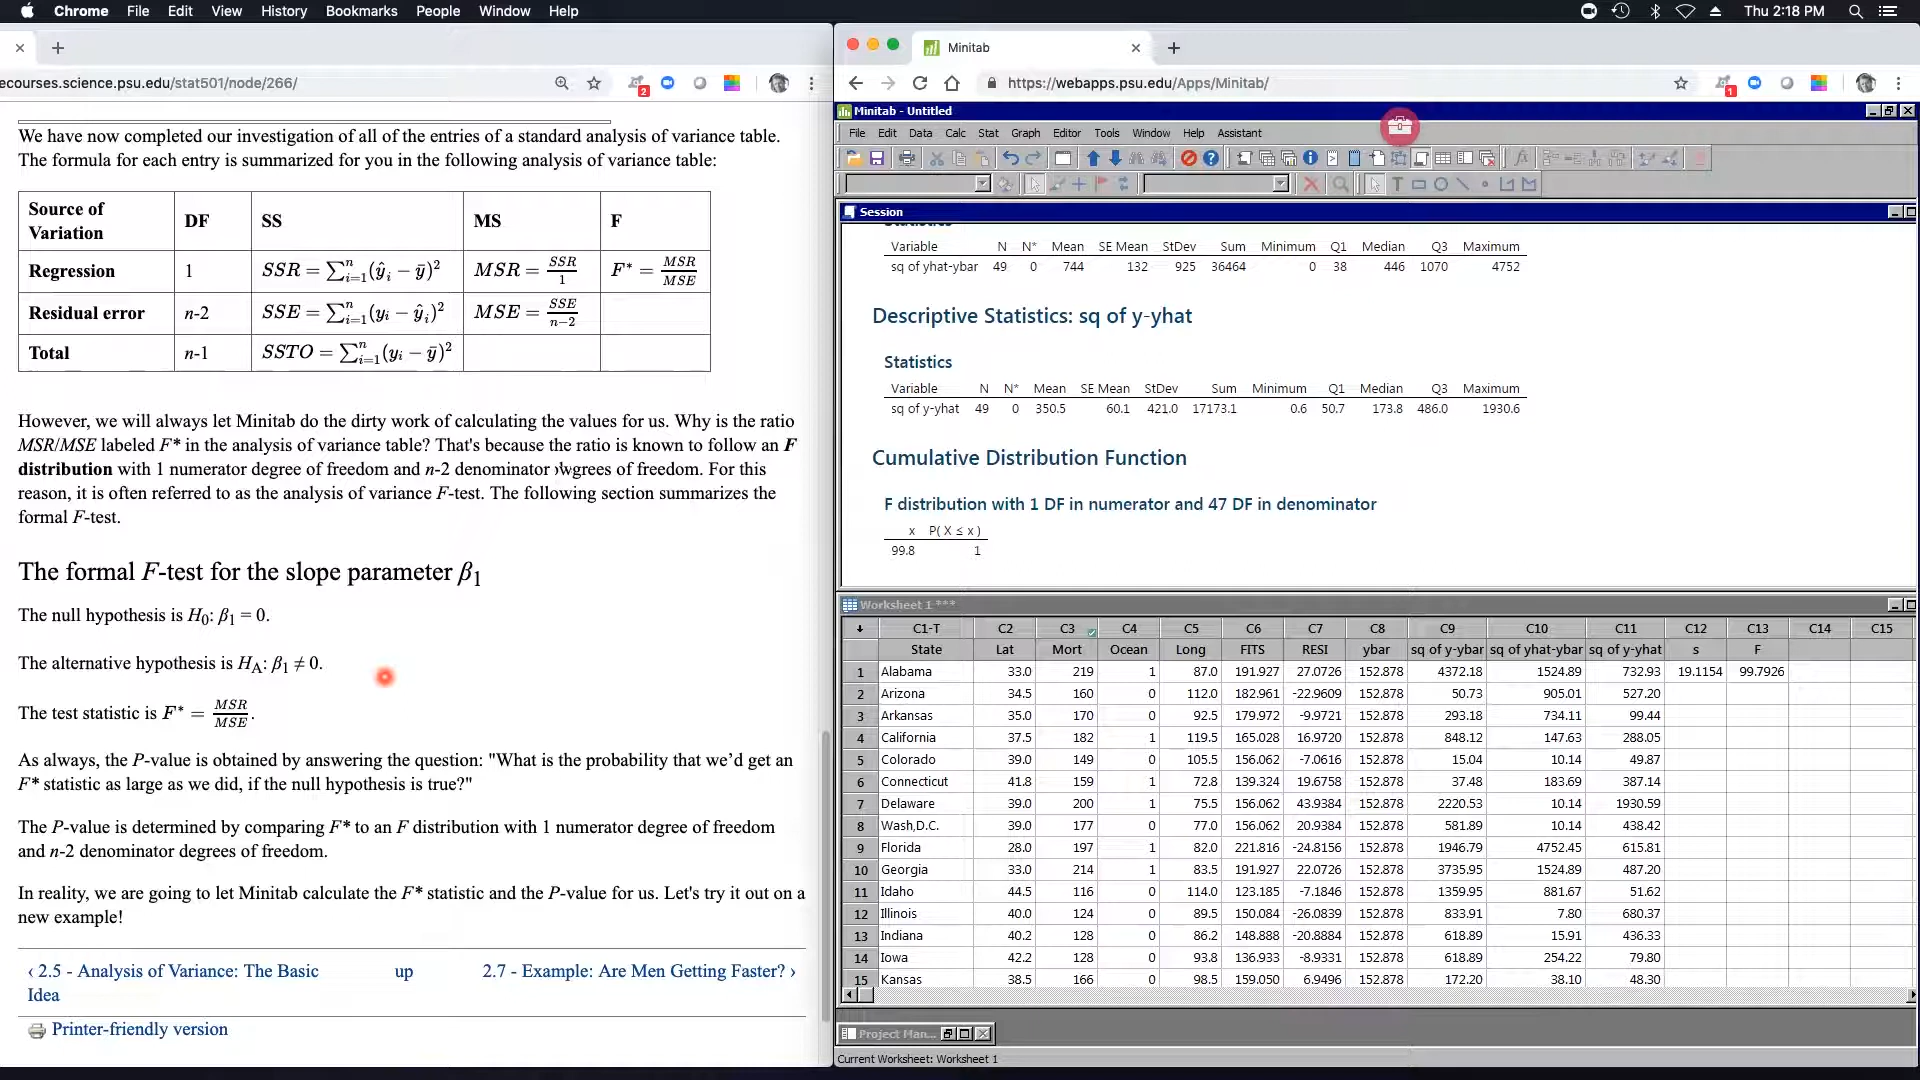 Chrome File Edit View History Bookmarks People Window Help
Thu 2:18 PM
ecourses.science.psu.edu/stat501/node/266/
2
We have now completed our investigation of all of the entries of a standard analysis of variance table.
The formula for each entry is summarized for you in the following analysis of variance table:
Source of Variation DF SS MS F
Regression 1 SSR = ∑ⁿᵢ₌₁(ŷᵢ − ȳ)² MSR = SSR/1 F* = MSR/MSE
Residual error n-2 SSE = ∑ⁿᵢ₌₁(yᵢ − ŷᵢ)² MSE = SSE/n−2
Total n-1 SSTO = ∑ⁿᵢ₌₁(yᵢ − ȳ)²
However, we will always let Minitab do the dirty work of calculating the values for us. Why is the ratio
MSR/MSE labeled F* in the analysis of variance table? That's because the ratio is known to follow an F
distribution with 1 numerator degree of freedom and n-2 denominator degrees of freedom. For this
reason, it is often referred to as the analysis of variance F-test. The following section summarizes the
formal F-test.
The formal F-test for the slope parameter β₁
The null hypothesis is H₀: β₁ = 0.
The alternative hypothesis is H_A: β₁ ≠ 0.
The test statistic is F* = MSR/MSE.
As always, the P-value is obtained by answering the question: "What is the probability that we’d get an
F* statistic as large as we did, if the null hypothesis is true?"
The P-value is determined by comparing F* to an F distribution with 1 numerator degree of freedom
and n-2 denominator degrees of freedom.
In reality, we are going to let Minitab calculate the F* statistic and the P-value for us. Let's try it out on a
new example!
‹ 2.5 - Analysis of Variance: The Basic Idea
up
2.7 - Example: Are Men Getting Faster? ›
Printer-friendly version
Minitab
https://webapps.psu.edu/Apps/Minitab/
1
Minitab - Untitled
File Edit Data Calc Stat Graph Editor Tools Window Help Assistant
Session
Statistics
Variable N N* Mean SE Mean StDev Sum Minimum Q1 Median Q3 Maximum
sq of yhat-ybar 49 0 744 132 925 36464 0 38 446 1070 4752
Descriptive Statistics: sq of y-yhat
Statistics
Variable N N* Mean SE Mean StDev Sum Minimum Q1 Median Q3 Maximum
sq of y-yhat 49 0 350.5 60.1 421.0 17173.1 0.6 50.7 173.8 486.0 1930.6
Cumulative Distribution Function
F distribution with 1 DF in numerator and 47 DF in denominator
x P( X ≤ x )
99.8 1
Worksheet 1 ***
C1-T C2 C3 C4 C5 C6 C7 C8 C9 C10 C11 C12 C13 C14 C15
State Lat Mort Ocean Long FITS RESI ybar sq of y-ybar sq of yhat-ybar sq of y-yhat s F
1 Alabama 33.0 219 1 87.0 191.927 27.0726 152.878 4372.18 1524.89 732.93 19.1154 99.7926
2 Arizona 34.5 160 0 112.0 182.961 -22.9609 152.878 50.73 905.01 527.20
3 Arkansas 35.0 170 0 92.5 179.972 -9.9721 152.878 293.18 734.11 99.44
4 California 37.5 182 1 119.5 165.028 16.9720 152.878 848.12 147.63 288.05
5 Colorado 39.0 149 0 105.5 156.062 -7.0616 152.878 15.04 10.14 49.87
6 Connecticut 41.8 159 1 72.8 139.324 19.6758 152.878 37.48 183.69 387.14
7 Delaware 39.0 200 1 75.5 156.062 43.9384 152.878 2220.53 10.14 1930.59
8 Wash,D.C. 39.0 177 0 77.0 156.062 20.9384 152.878 581.89 10.14 438.42
9 Florida 28.0 197 1 82.0 221.816 -24.8156 152.878 1946.79 4752.45 615.81
10 Georgia 33.0 214 1 83.5 191.927 22.0726 152.878 3735.95 1524.89 487.20
11 Idaho 44.5 116 0 114.0 123.185 -7.1846 152.878 1359.95 881.67 51.62
12 Illinois 40.0 124 0 89.5 150.084 -26.0839 152.878 833.91 7.80 680.37
13 Indiana 40.2 128 0 86.2 148.888 -20.8884 152.878 618.89 15.91 436.33
14 Iowa 42.2 128 0 93.8 136.933 -8.9331 152.878 618.89 254.22 79.80
15 Kansas 38.5 166 0 98.5 159.050 6.9496 152.878 172.20 38.10 48.30
Project Man...
Current Worksheet: Worksheet 1